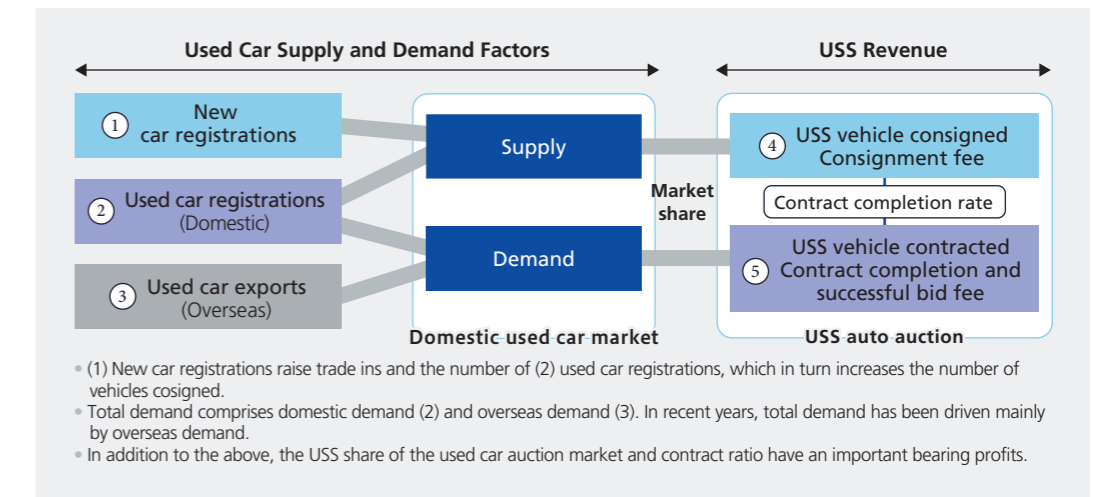 Used Car Supply and Demand Factors
USS Revenue
1
New
car registrations
2
Used car registrations
(Domestic)
3
Used car exports
(Overseas)
Supply
Demand
Domestic used car market
Market
share
4
USS vehicle consigned
Consignment fee
Contract completion rate
5
USS vehicle contracted
Contract completion and
successful bid fee
USS auto auction
• (1) New car registrations raise trade ins and the number of (2) used car registrations, which in turn increases the number of
vehicles cosigned.
• Total demand comprises domestic demand (2) and overseas demand (3). In recent years, total demand has been driven mainly
by overseas demand.
• In addition to the above, the USS share of the used car auction market and contract ratio have an important bearing profits.